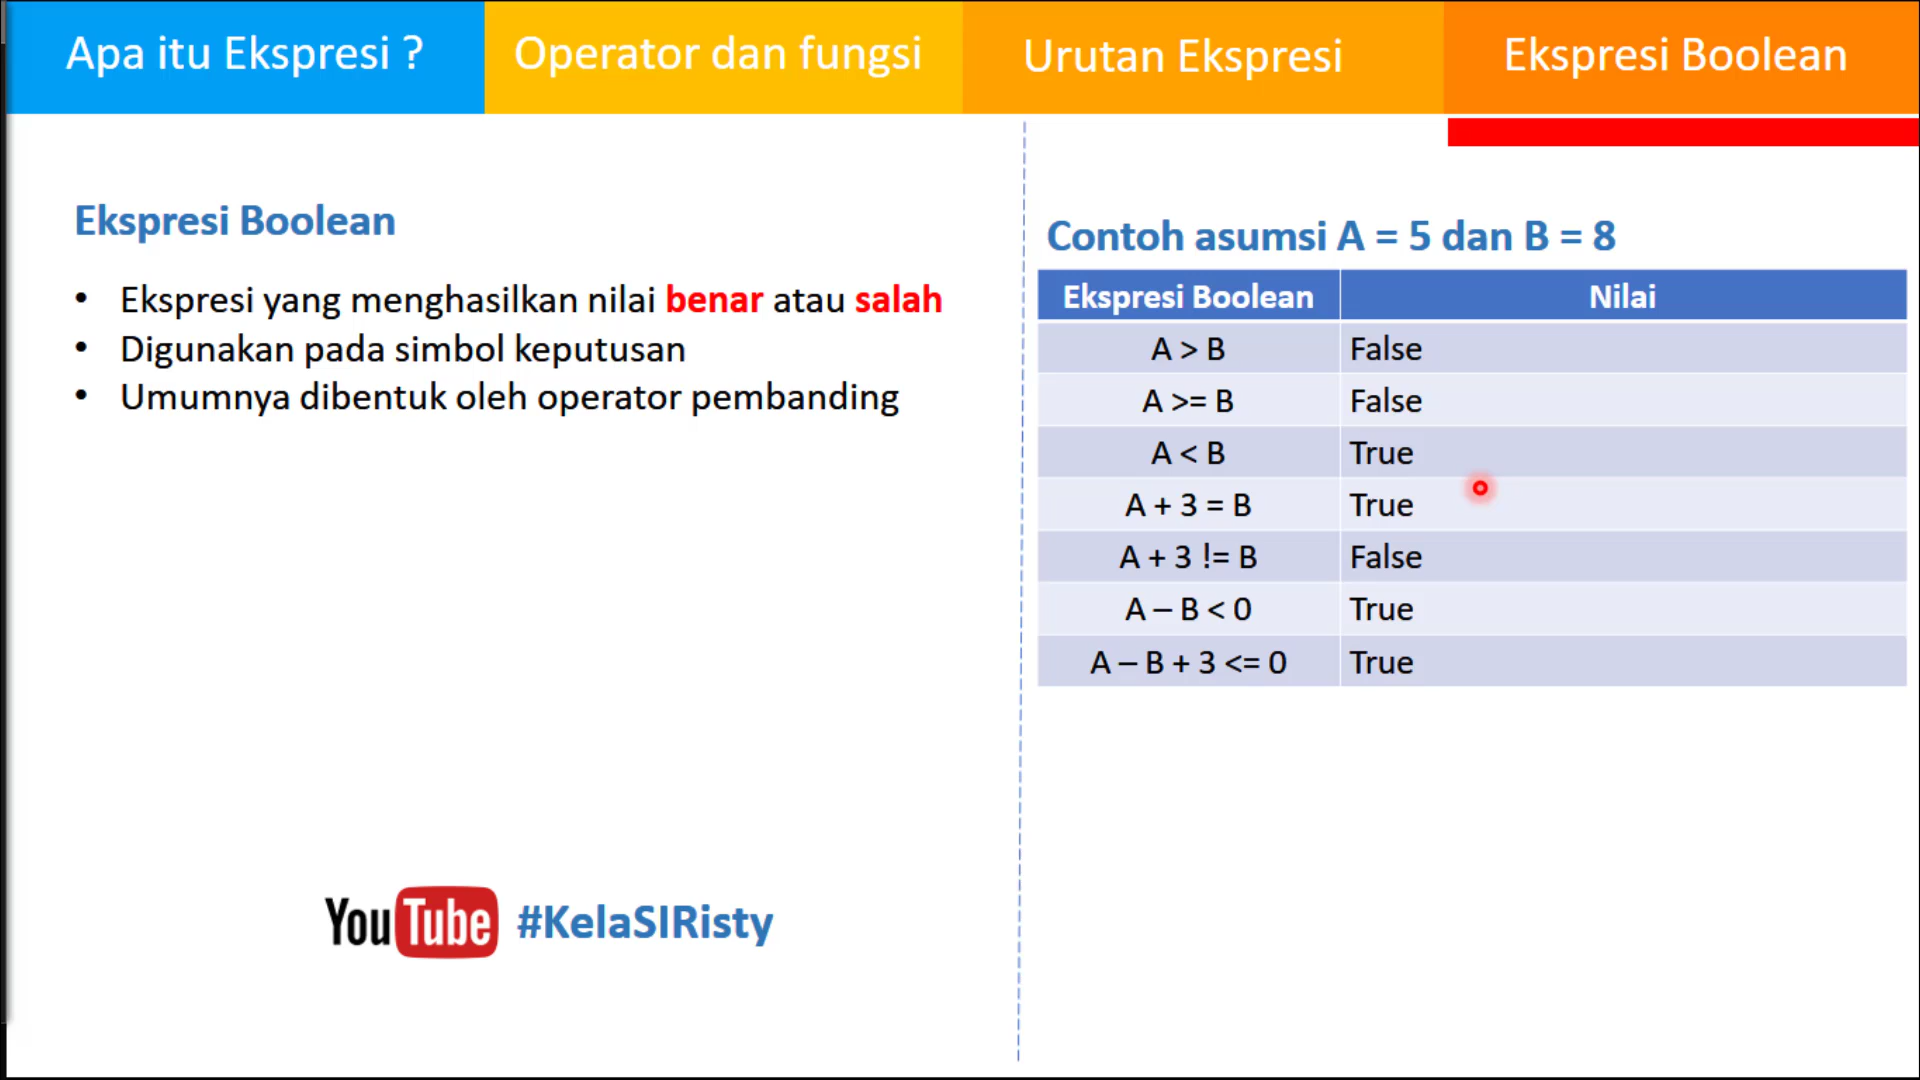 Apa itu Ekspresi ?
Operator dan fungsi
Urutan Ekspresi
Ekspresi Boolean
Ekspresi Boolean
• Ekspresi yang menghasilkan nilai benar atau salah
• Digunakan pada simbol keputusan
• Umumnya dibentuk oleh operator pembanding
YouTube #KelaSIRisty
Contoh asumsi A = 5 dan B = 8
Ekspresi Boolean Nilai
A > B False
A >= B False
A < B True
A + 3 = B True
A + 3 != B False
A – B < 0 True
A – B + 3 <= 0 True